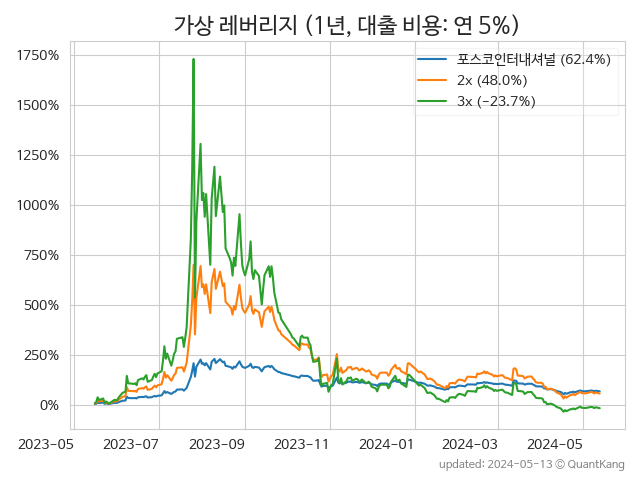 가상 레버리지 (1년, 대출 비용: 연 5%)
1750%
1500%
1250%
1000%
750%
500%
250%
0%
포스코인터내셔널 (62.4%)
2x (48.0%)
3x (−23.7%)
2023-05 2023-07 2023-09 2023-11 2024-01 2024-03 2024-05
updated: 2024-05-13 © QuantKang